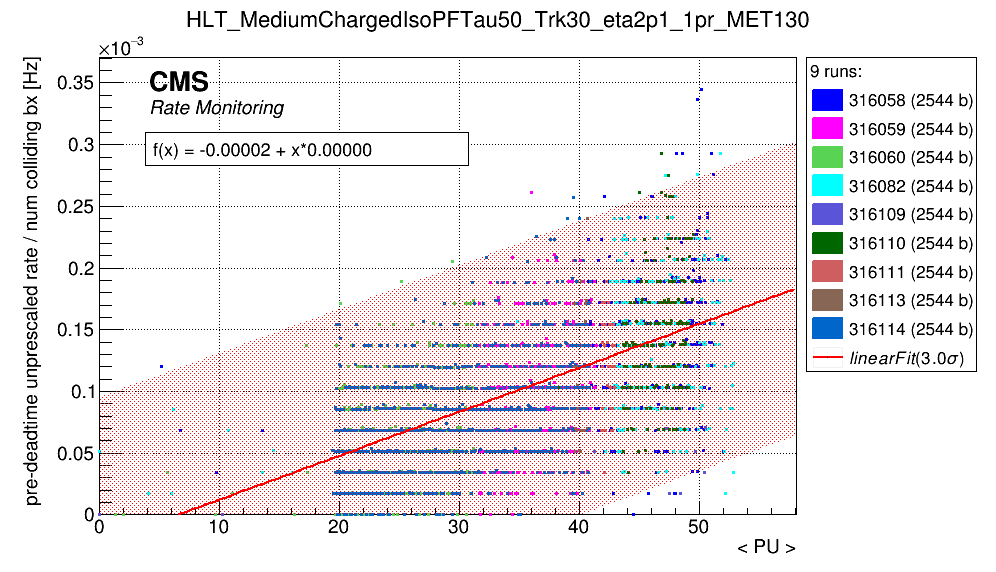 HLT_MediumChargedIsoPFTau50_Trk30_eta2p1_1pr_MET130
×10⁻³
CMS
Rate Monitoring
f(x) = -0.00002 + x*0.00000
pre-deadtime unprescaled rate / num colliding bx [Hz]
0.35
0.3
0.25
0.2
0.15
0.1
0.05
0
0 10 20 30 40 50
< PU >
9 runs:
316058 (2544 b)
316059 (2544 b)
316060 (2544 b)
316082 (2544 b)
316109 (2544 b)
316110 (2544 b)
316111 (2544 b)
316113 (2544 b)
316114 (2544 b)
linearFit(3.0σ)